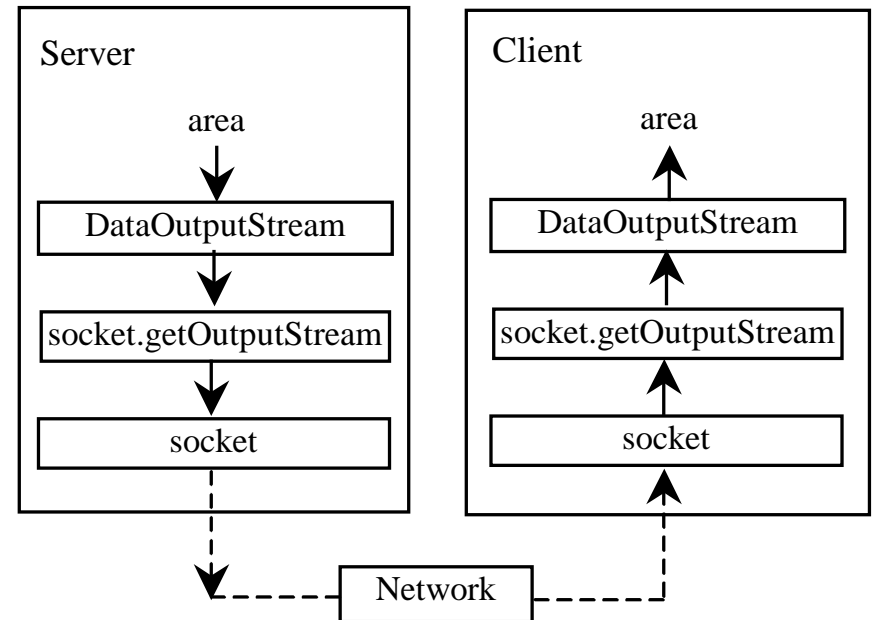 Server
area
DataOutputStream
socket.getOutputStream
socket
Client
area
DataOutputStream
socket.getOutputStream
socket
Network